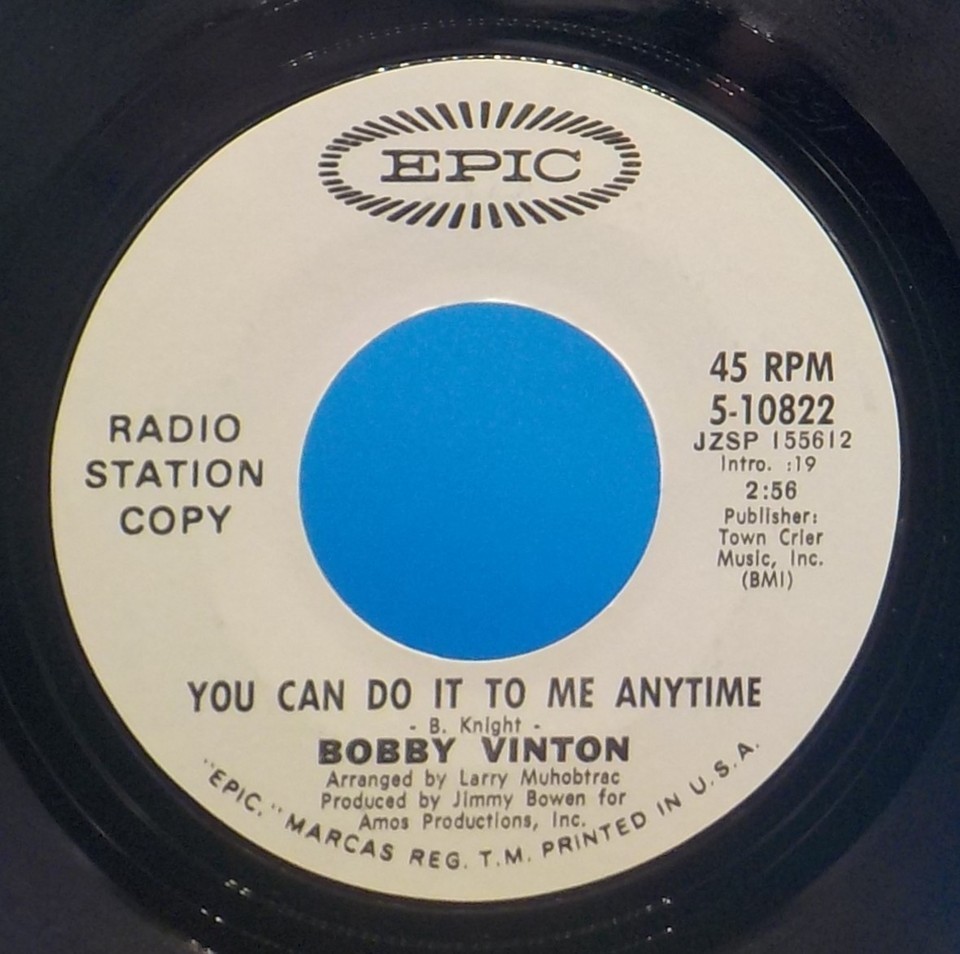 EPIC
RADIO
STATION
COPY
45 RPM
5-10822
JZSP 155612
Intro. :19
2:56
Publisher:
Town Crier
Music, Inc.
(BMI)
YOU CAN DO IT TO ME ANYTIME
- B. Knight -
BOBBY VINTON
Arranged by Larry Muhobtrac
Produced by Jimmy Bowen for
Amos Productions, Inc.
"EPIC." MARCAS REG. T.M. PRINTED IN U.S.A.